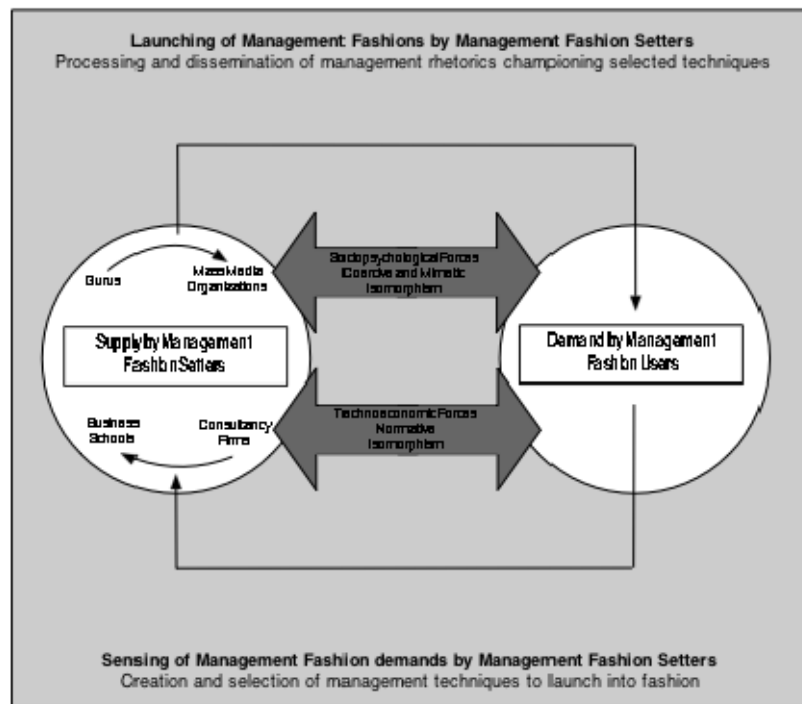 Launching of Management Fashions by Management Fashion Setters
Processing and dissemination of management rhetorics championing selected techniques
Gurus
Mass Media
Organizations
Sociopsychological Forces
(Coercive and Mimetic
Isomorphism
Supply by Management
Fashion Setters
Demand by Management
Fashion Users
Business
Schools
Consultancy
Firms
Technoeconomic Forces
Normative
Isomorphism
Sensing of Management Fashion demands by Management Fashion Setters
Creation and selection of management techniques to llaunch into fashion